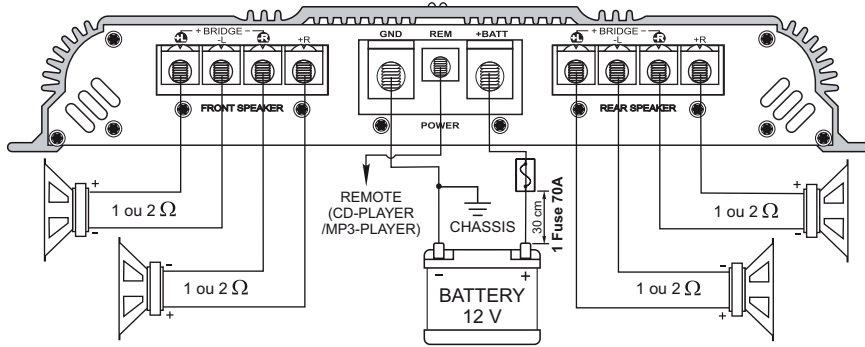 + BRIDGE -
+L -L -R +R
FRONT SPEAKER
GND REM +BATT
POWER
+ BRIDGE -
+L -L -R +R
REAR SPEAKER
+
1 ou 2 Ω
-
-
1 ou 2 Ω
+
REMOTE
(CD-PLAYER
/MP3-PLAYER)
CHASSIS
30 cm
1 Fuse 70A
- +
BATTERY
12 V
+
1 ou 2 Ω
-
-
1 ou 2 Ω
+